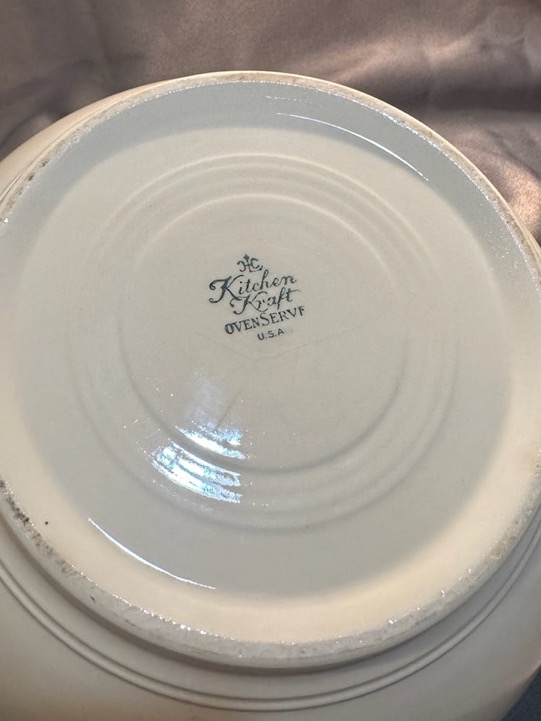 HLC
Kitchen
Kraft
OVENSERVE
U.S.A.